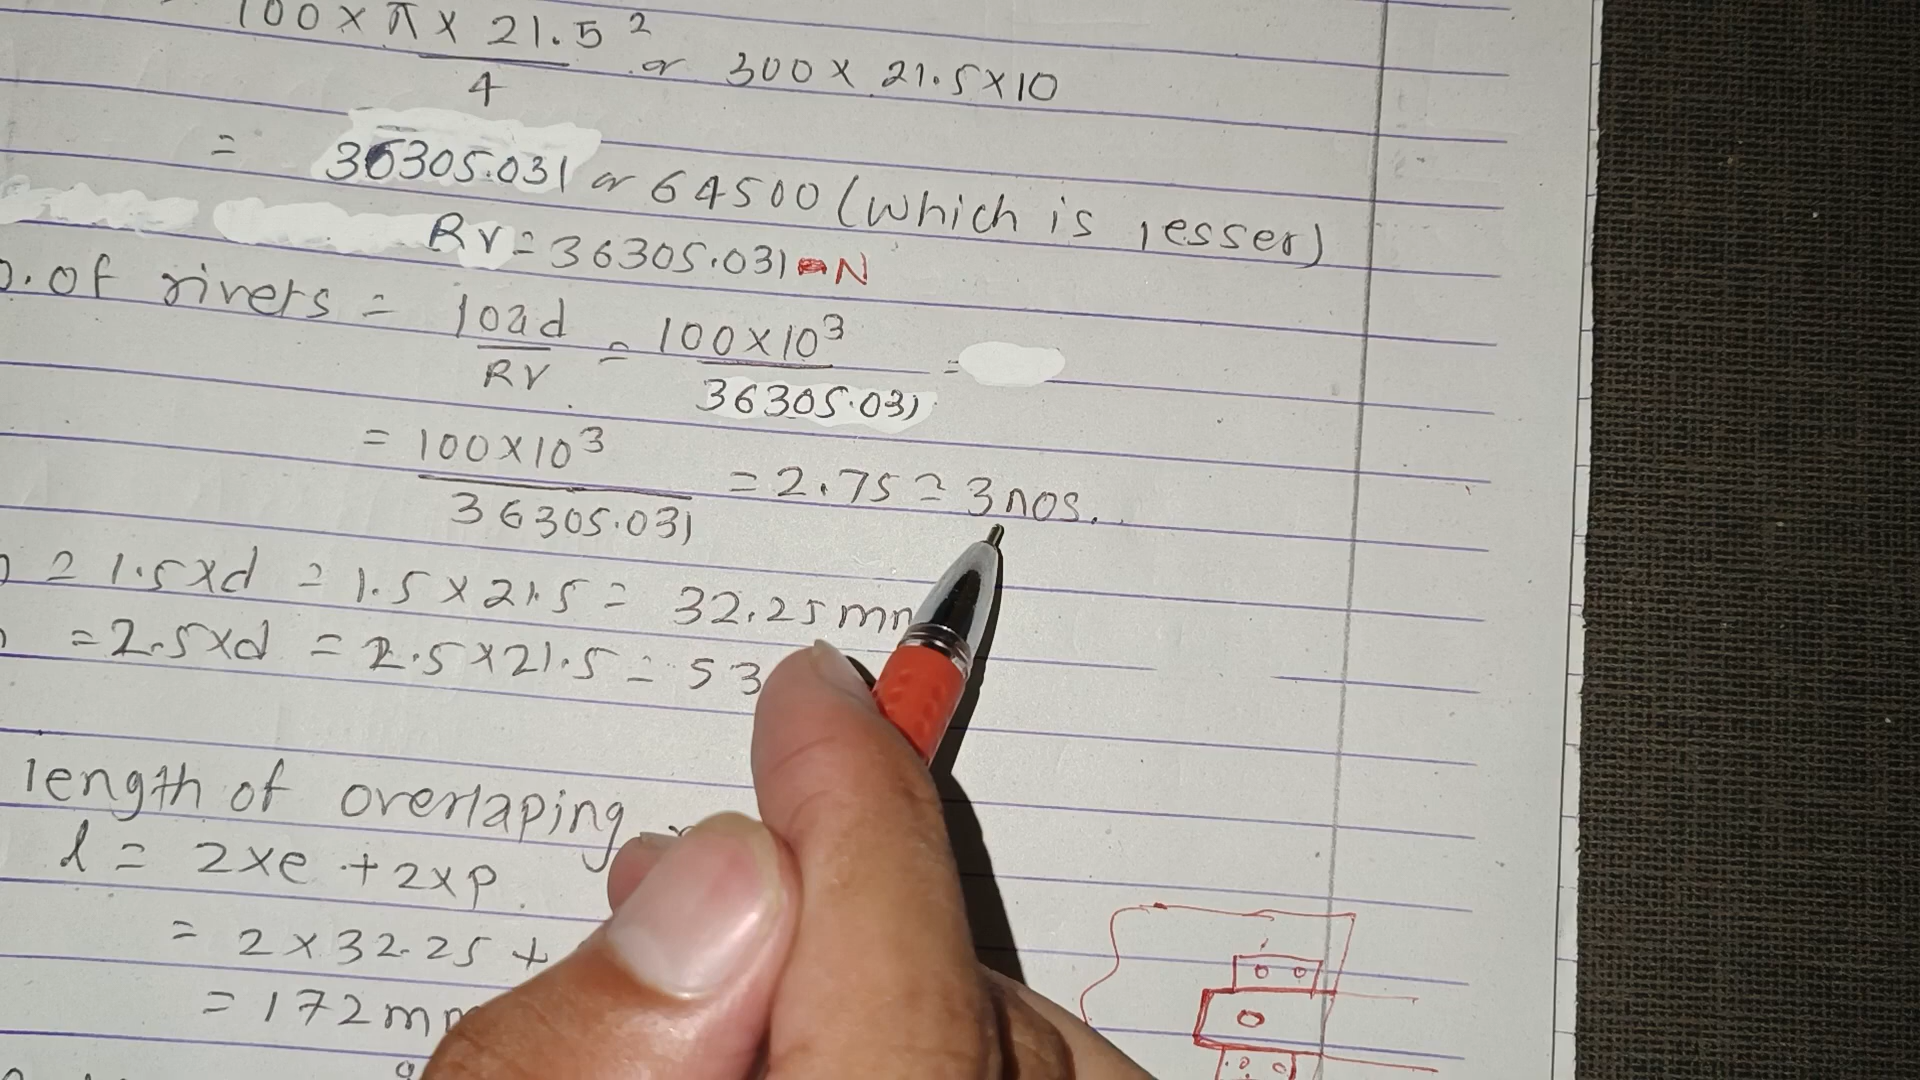 100 × π × 21.5² / 4 or 300 × 21.5 × 10
= 36305.031 or 64500 (which is lesser)
RV = 36305.031 N
. of rivets = load / RV = 100 × 10³ / 36305.031 =
= 100 × 10³ / 36305.031 = 2.75 = 3 nos.
= 1.5 × d = 1.5 × 21.5 = 32.25 m
= 2.5 × d = 2.5 × 21.5 = 53
length of overlaping
l = 2 × e + 2 × p
= 2 × 32.25 +
= 172 m